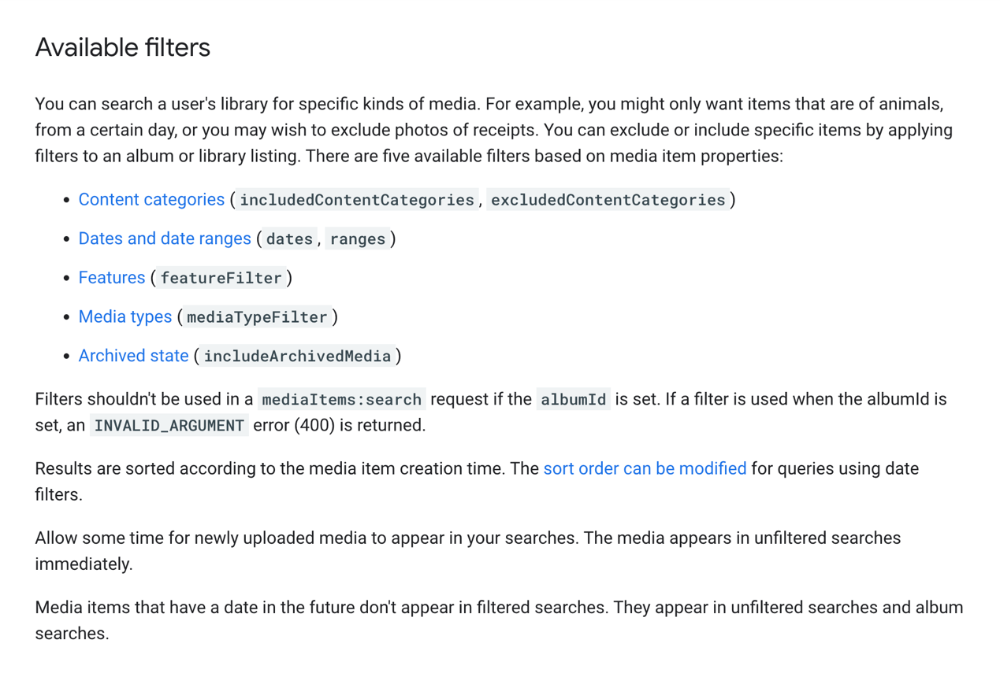 Available filters
You can search a user's library for specific kinds of media. For example, you might only want items that are of animals,
from a certain day, or you may wish to exclude photos of receipts. You can exclude or include specific items by applying
filters to an album or library listing. There are five available filters based on media item properties:
• Content categories (includedContentCategories, excludedContentCategories)
• Dates and date ranges (dates, ranges)
• Features (featureFilter)
• Media types (mediaTypeFilter)
• Archived state (includeArchivedMedia)
Filters shouldn't be used in a mediaItems:search request if the albumId is set. If a filter is used when the albumId is
set, an INVALID_ARGUMENT error (400) is returned.
Results are sorted according to the media item creation time. The sort order can be modified for queries using date
filters.
Allow some time for newly uploaded media to appear in your searches. The media appears in unfiltered searches
immediately.
Media items that have a date in the future don't appear in filtered searches. They appear in unfiltered searches and album
searches.